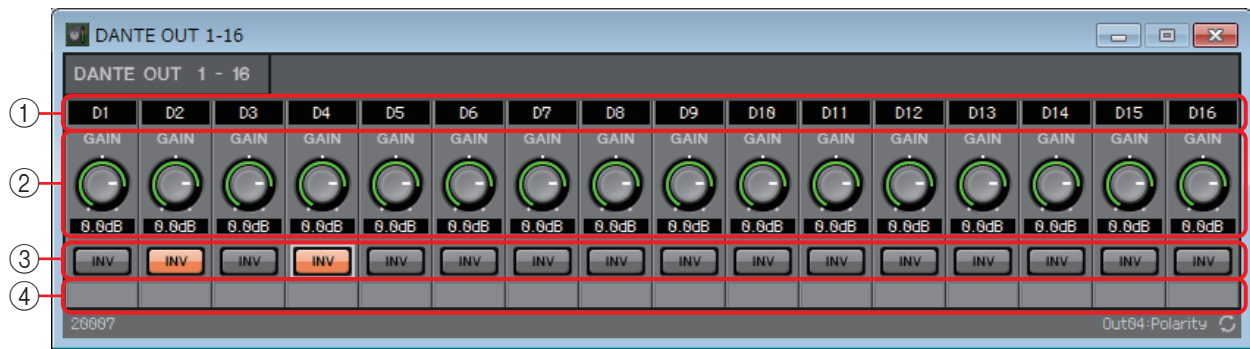 DANTE OUT 1-16
DANTE OUT 1 - 16
1 D1 D2 D3 D4 D5 D6 D7 D8 D9 D10 D11 D12 D13 D14 D15 D16
GAIN GAIN GAIN GAIN GAIN GAIN GAIN GAIN GAIN GAIN GAIN GAIN GAIN GAIN GAIN GAIN
2
0.0dB 0.0dB 0.0dB 0.0dB 0.0dB 0.0dB 0.0dB 0.0dB 0.0dB 0.0dB 0.0dB 0.0dB 0.0dB 0.0dB 0.0dB 0.0dB
3 INV INV INV INV INV INV INV INV INV INV INV INV INV INV INV INV
4
20007 Out04:Polarity